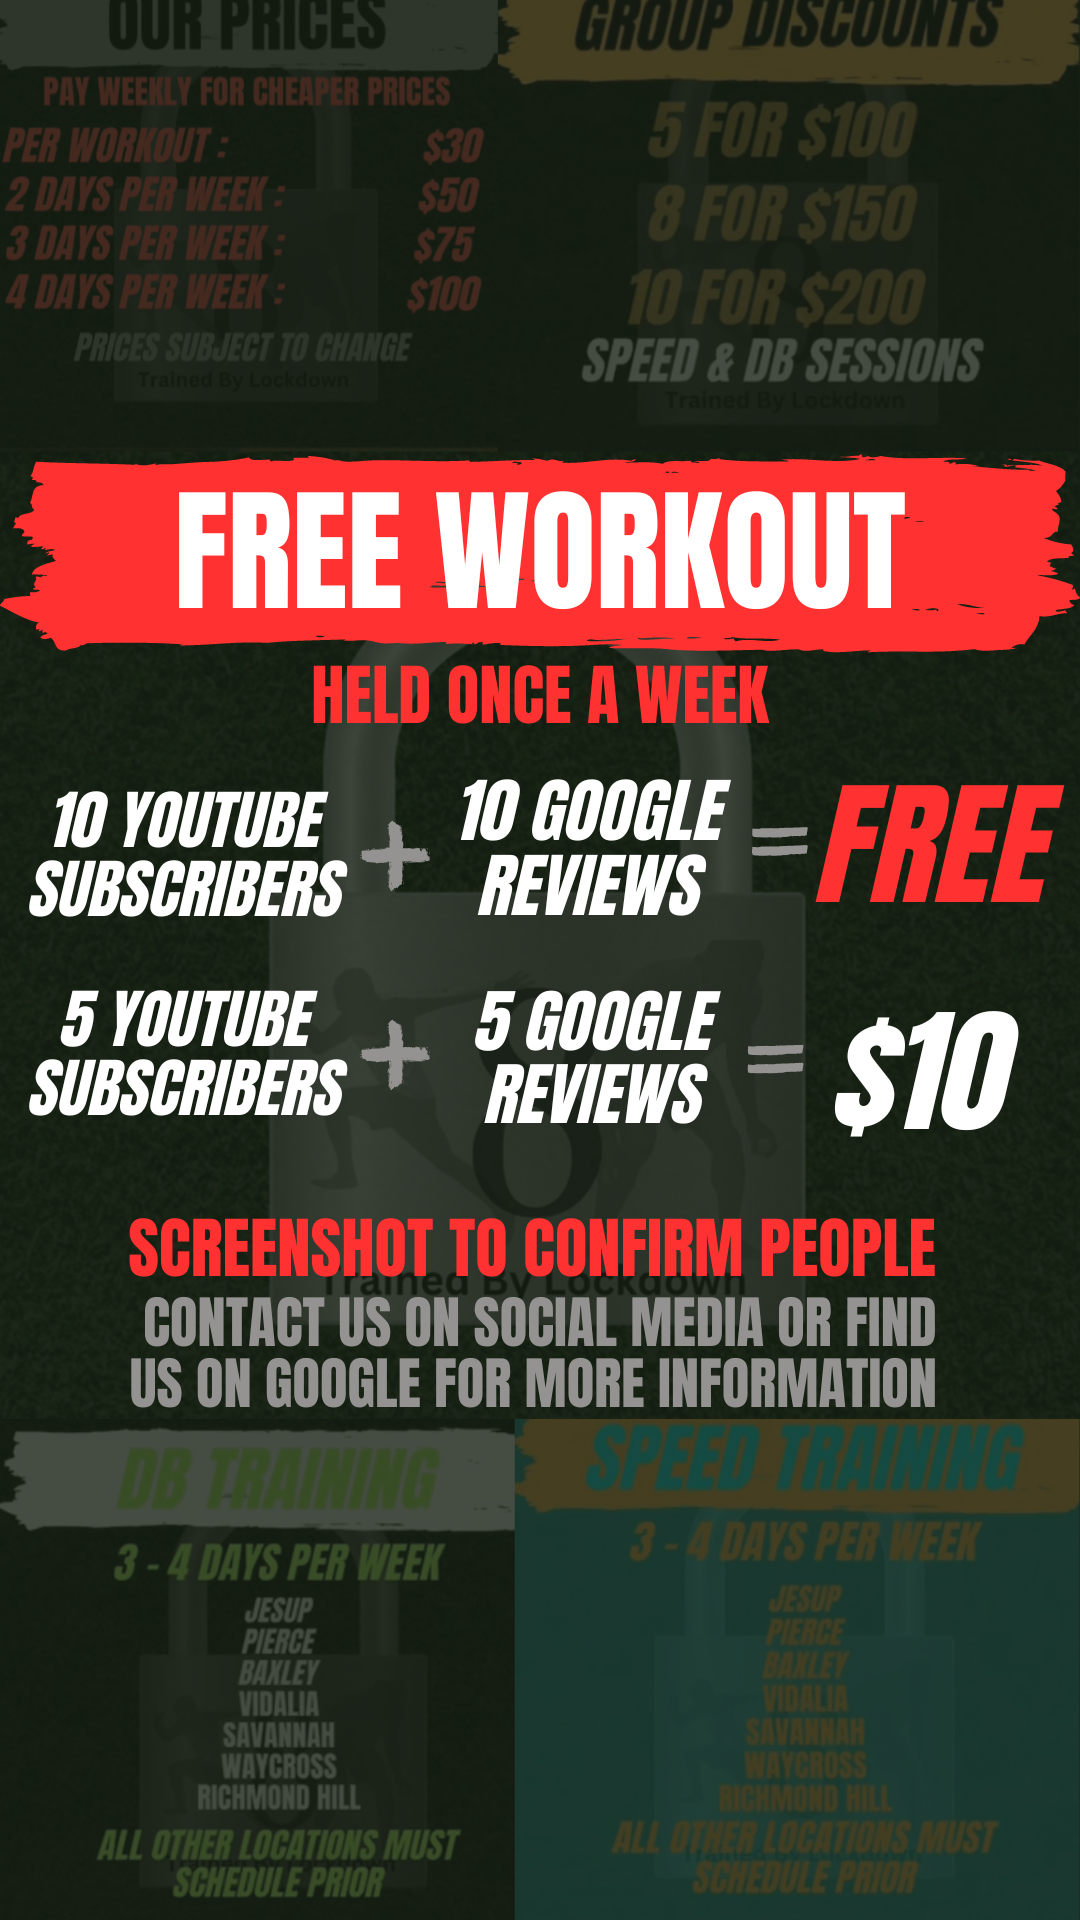 OUR PRICES
PAY WEEKLY FOR CHEAPER PRICES
PER WORKOUT : $30
2 DAYS PER WEEK : $50
3 DAYS PER WEEK : $75
4 DAYS PER WEEK : $100
PRICES SUBJECT TO CHANGE
Trained By Lockdown
GROUP DISCOUNTS
5 FOR $100
8 FOR $150
10 FOR $200
SPEED & DB SESSIONS
Trained By Lockdown
FREE WORKOUT
HELD ONCE A WEEK
10 YOUTUBE
SUBSCRIBERS
+
10 GOOGLE
REVIEWS
=
FREE
5 YOUTUBE
SUBSCRIBERS
+
5 GOOGLE
REVIEWS
=
$10
8
SCREENSHOT TO CONFIRM PEOPLE
Trained By Lockdown
CONTACT US ON SOCIAL MEDIA OR FIND
US ON GOOGLE FOR MORE INFORMATION
DB TRAINING
3 - 4 DAYS PER WEEK
JESUP
PIERCE
BAXLEY
VIDALIA
SAVANNAH
WAYCROSS
RICHMOND HILL
ALL OTHER LOCATIONS MUST
SCHEDULE PRIOR
SPEED TRAINING
3 - 4 DAYS PER WEEK
JESUP
PIERCE
BAXLEY
VIDALIA
SAVANNAH
WAYCROSS
RICHMOND HILL
ALL OTHER LOCATIONS MUST
SCHEDULE PRIOR